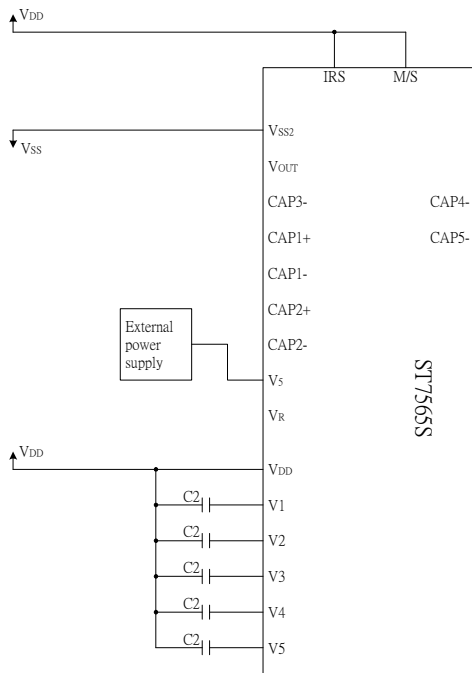 VDD
IRS M/S
VSS2
VSS
VOUT
CAP3- CAP4-
CAP1+ CAP5-
CAP1-
CAP2+
External
power
supply
CAP2-
V5
ST7565S
VR
VDD
VDD
C2 V1
C2 V2
C2 V3
C2 V4
C2 V5